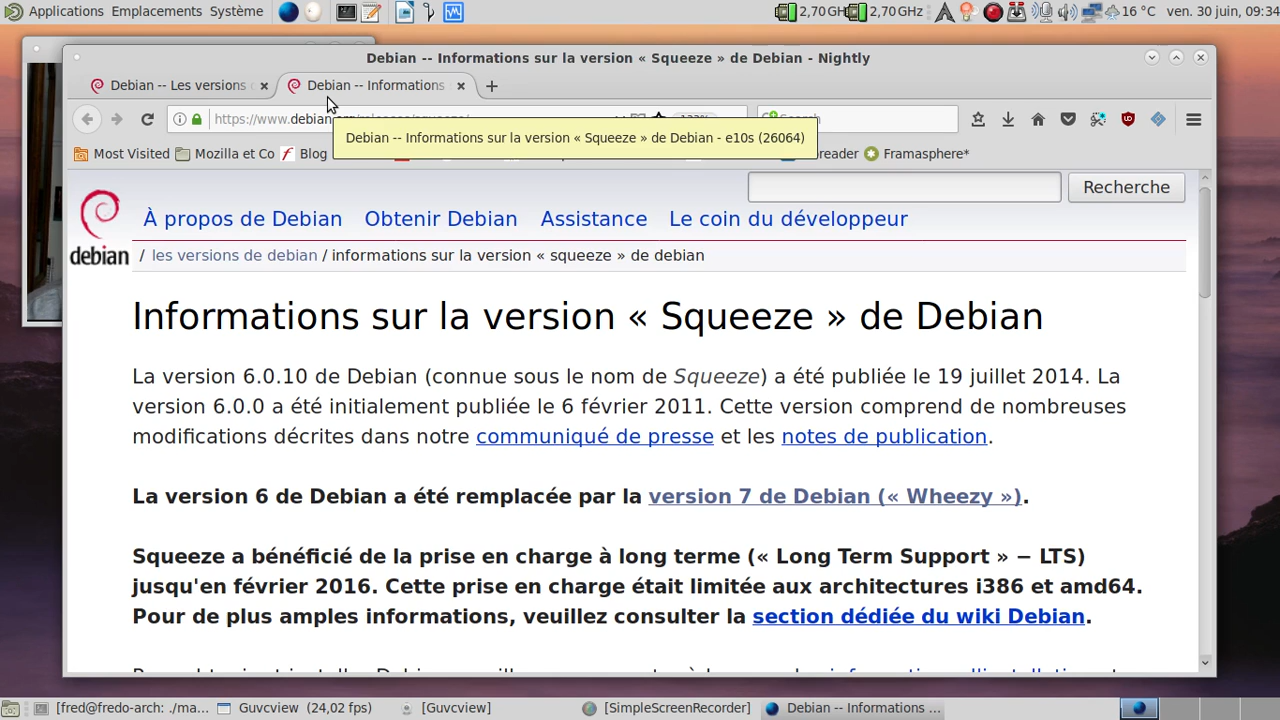 Applications Emplacements Système 2,70 GH 2,70 GHz 16 °C ven. 30 juin, 09:34
Debian -- Informations sur la version « Squeeze » de Debian - Nightly
Debian -- Les versions Debian -- Informations
https://www.debian.
Debian -- Informations sur la version « Squeeze » de Debian - e10s (26064)
Most Visited Mozilla et Co Blog reader Framasphere*
Recherche
À propos de Debian Obtenir Debian Assistance Le coin du développeur
debian / les versions de debian / informations sur la version « squeeze » de debian
Informations sur la version « Squeeze » de Debian
La version 6.0.10 de Debian (connue sous le nom de Squeeze) a été publiée le 19 juillet 2014. La
version 6.0.0 a été initialement publiée le 6 février 2011. Cette version comprend de nombreuses
modifications décrites dans notre communiqué de presse et les notes de publication.
La version 6 de Debian a été remplacée par la version 7 de Debian (« Wheezy »).
Squeeze a bénéficié de la prise en charge à long terme (« Long Term Support » − LTS)
jusqu'en février 2016. Cette prise en charge était limitée aux architectures i386 et amd64.
Pour de plus amples informations, veuillez consulter la section dédiée du wiki Debian.
[fred@fredo-arch: ./ma... Guvcview (24,02 fps) [Guvcview] [SimpleScreenRecorder] Debian -- Informations ...